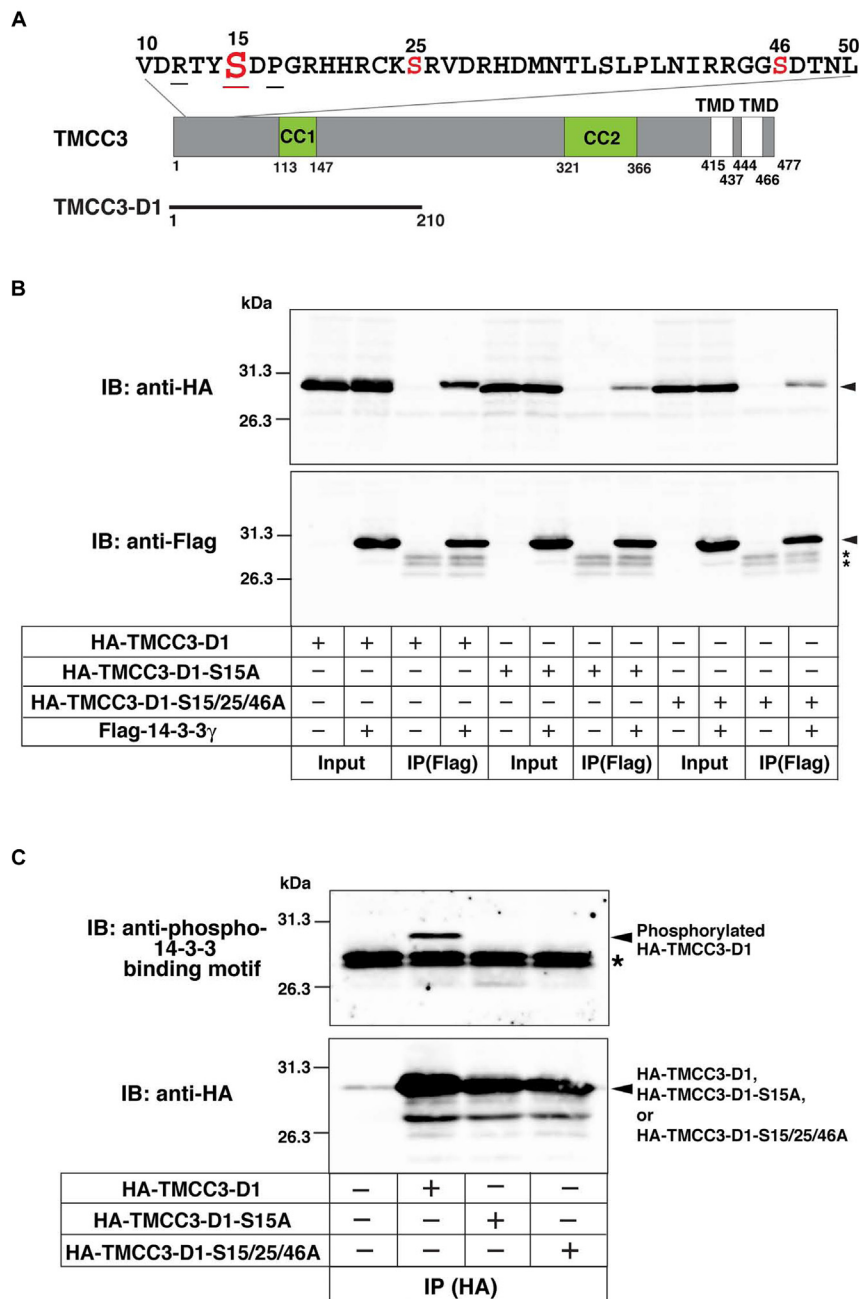 A
10 15 25 46 50
VDRTYSDPGRHHRCKSRVDRHDMNTLSLPLNIRRGGSDTNL
TMD TMD
TMCC3
CC1
CC2
1
113 147
321 366
415 444 477
437 466
TMCC3-D1
1 210
B
kDa
IB: anti-HA
31.3
26.3
IB: anti-Flag
31.3
26.3
*
*
HA-TMCC3-D1 + + + + − − − − − − − −
HA-TMCC3-D1-S15A − − − − + + + + − − − −
HA-TMCC3-D1-S15/25/46A − − − − − − − − + + + +
Flag-14-3-3γ − + − + − + − + − + − +
Input IP(Flag) Input IP(Flag) Input IP(Flag)
C
kDa
IB: anti-phospho-
14-3-3
binding motif
31.3
26.3
Phosphorylated
HA-TMCC3-D1
*
IB: anti-HA
31.3
26.3
HA-TMCC3-D1,
HA-TMCC3-D1-S15A,
or
HA-TMCC3-D1-S15/25/46A
HA-TMCC3-D1 − + − −
HA-TMCC3-D1-S15A − − + −
HA-TMCC3-D1-S15/25/46A − − − +
IP (HA)